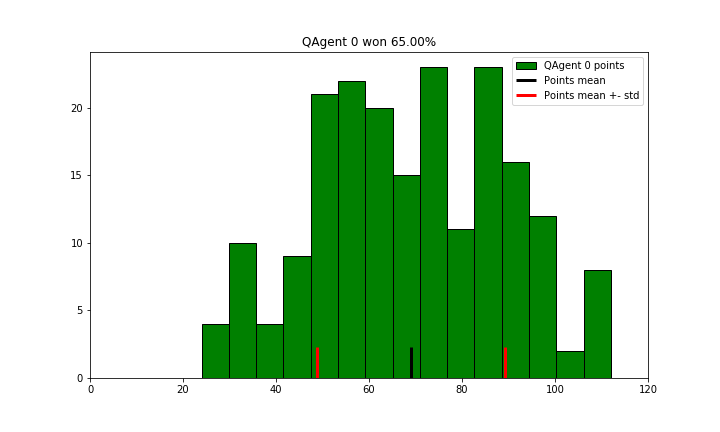 QAgent 0 won 65.00%
QAgent 0 points
Points mean
Points mean +- std
20
15
10
5
0
0 20 40 60 80 100 120